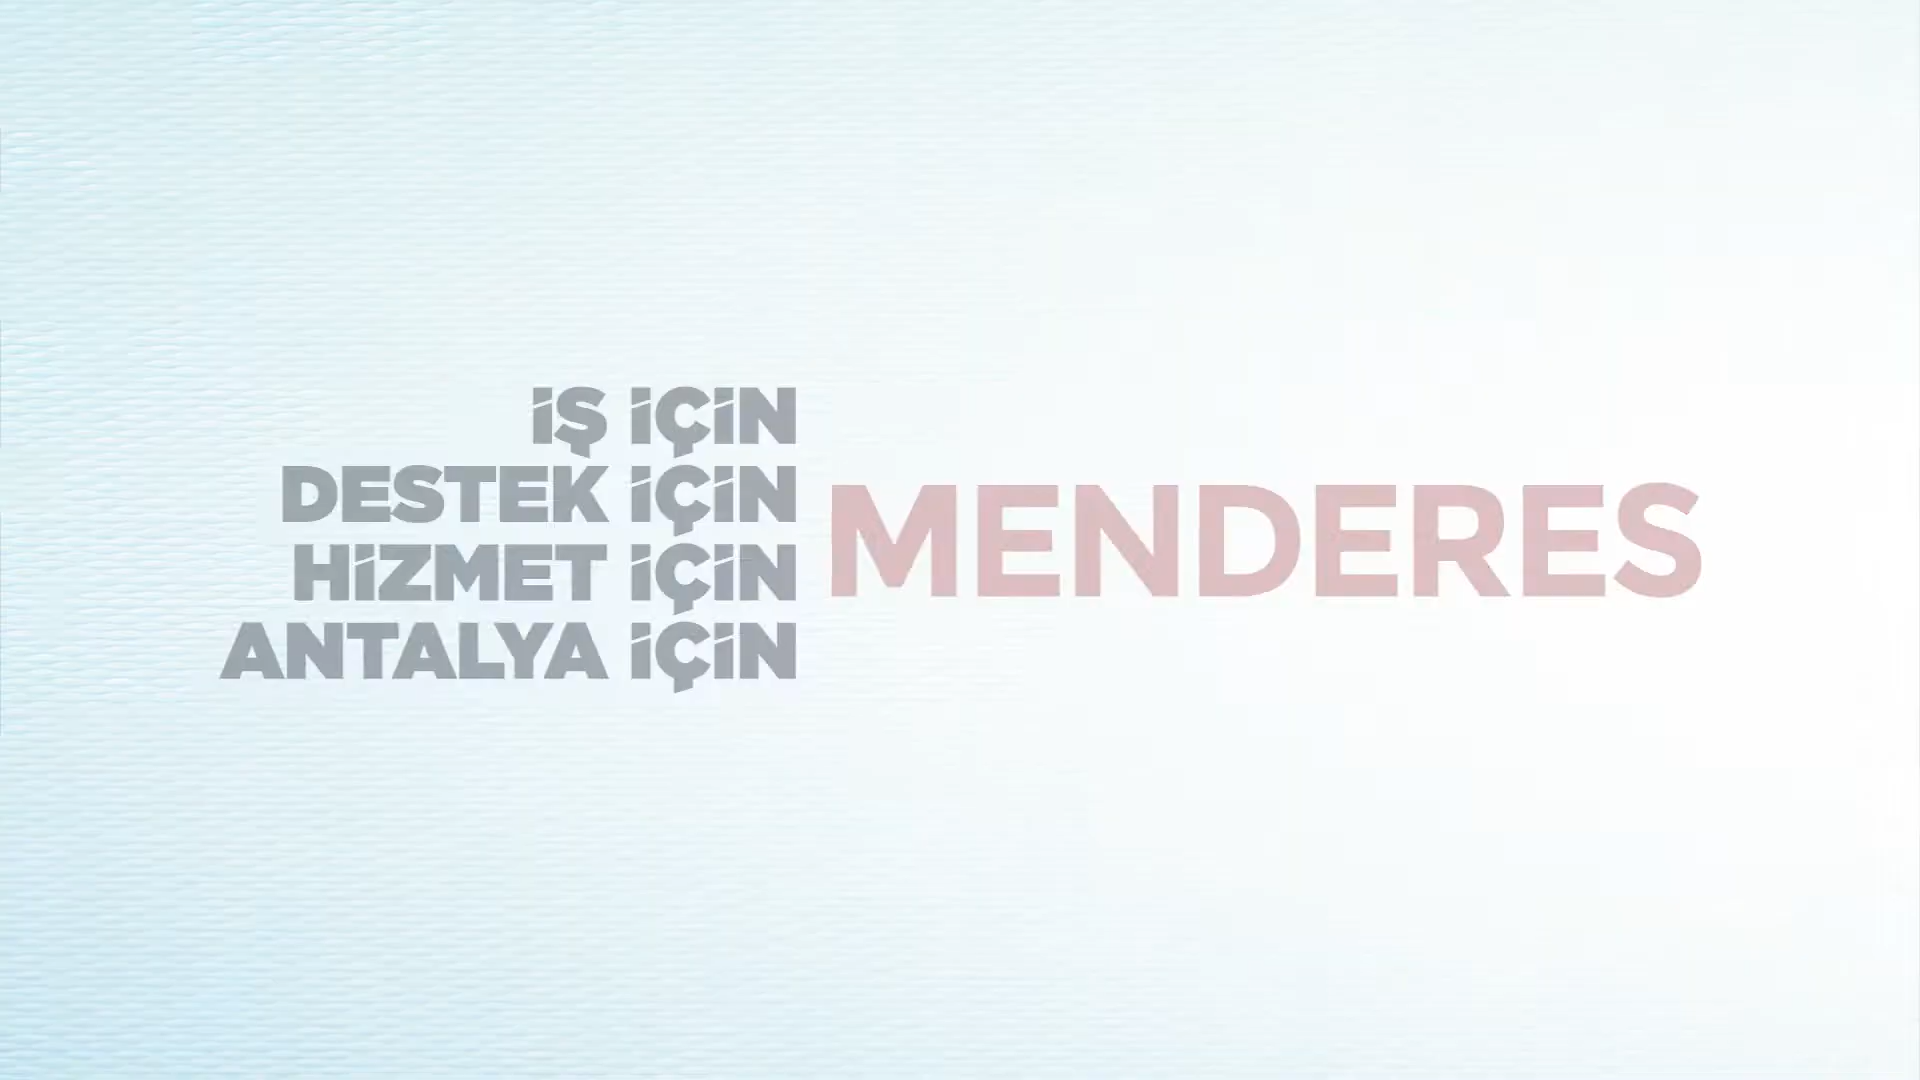 İŞ İÇİN
DESTEK İÇİN
HİZMET İÇİN
ANTALYA İÇİN
MENDERES